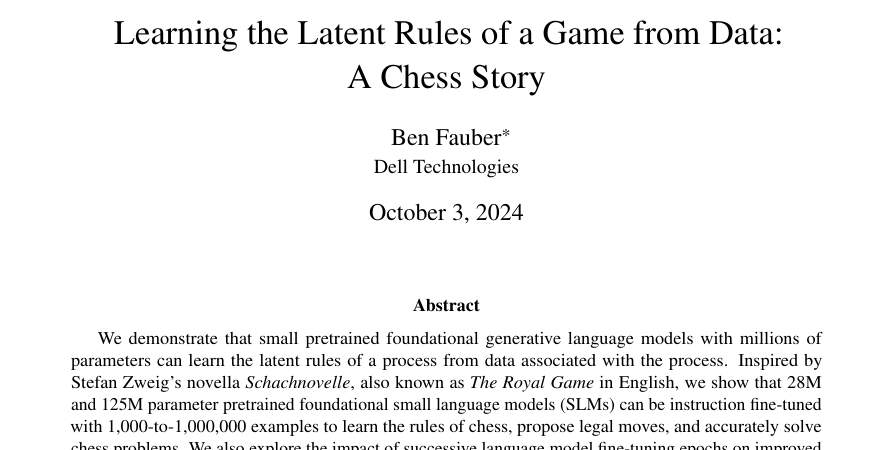 Learning the Latent Rules of a Game from Data:
A Chess Story
Ben Fauber*
Dell Technologies
October 3, 2024
Abstract
We demonstrate that small pretrained foundational generative language models with millions of
parameters can learn the latent rules of a process from data associated with the process. Inspired by
Stefan Zweig’s novella Schachnovelle, also known as The Royal Game in English, we show that 28M
and 125M parameter pretrained foundational small language models (SLMs) can be instruction fine-tuned
with 1,000-to-1,000,000 examples to learn the rules of chess, propose legal moves, and accurately solve
chess problems. We also explore the impact of successive language model fine-tuning epochs on improved